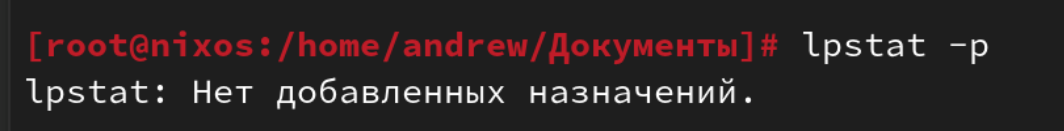 [root@nixos:/home/andrew/Документы]# lpstat -p
lpstat: Нет добавленных назначений.